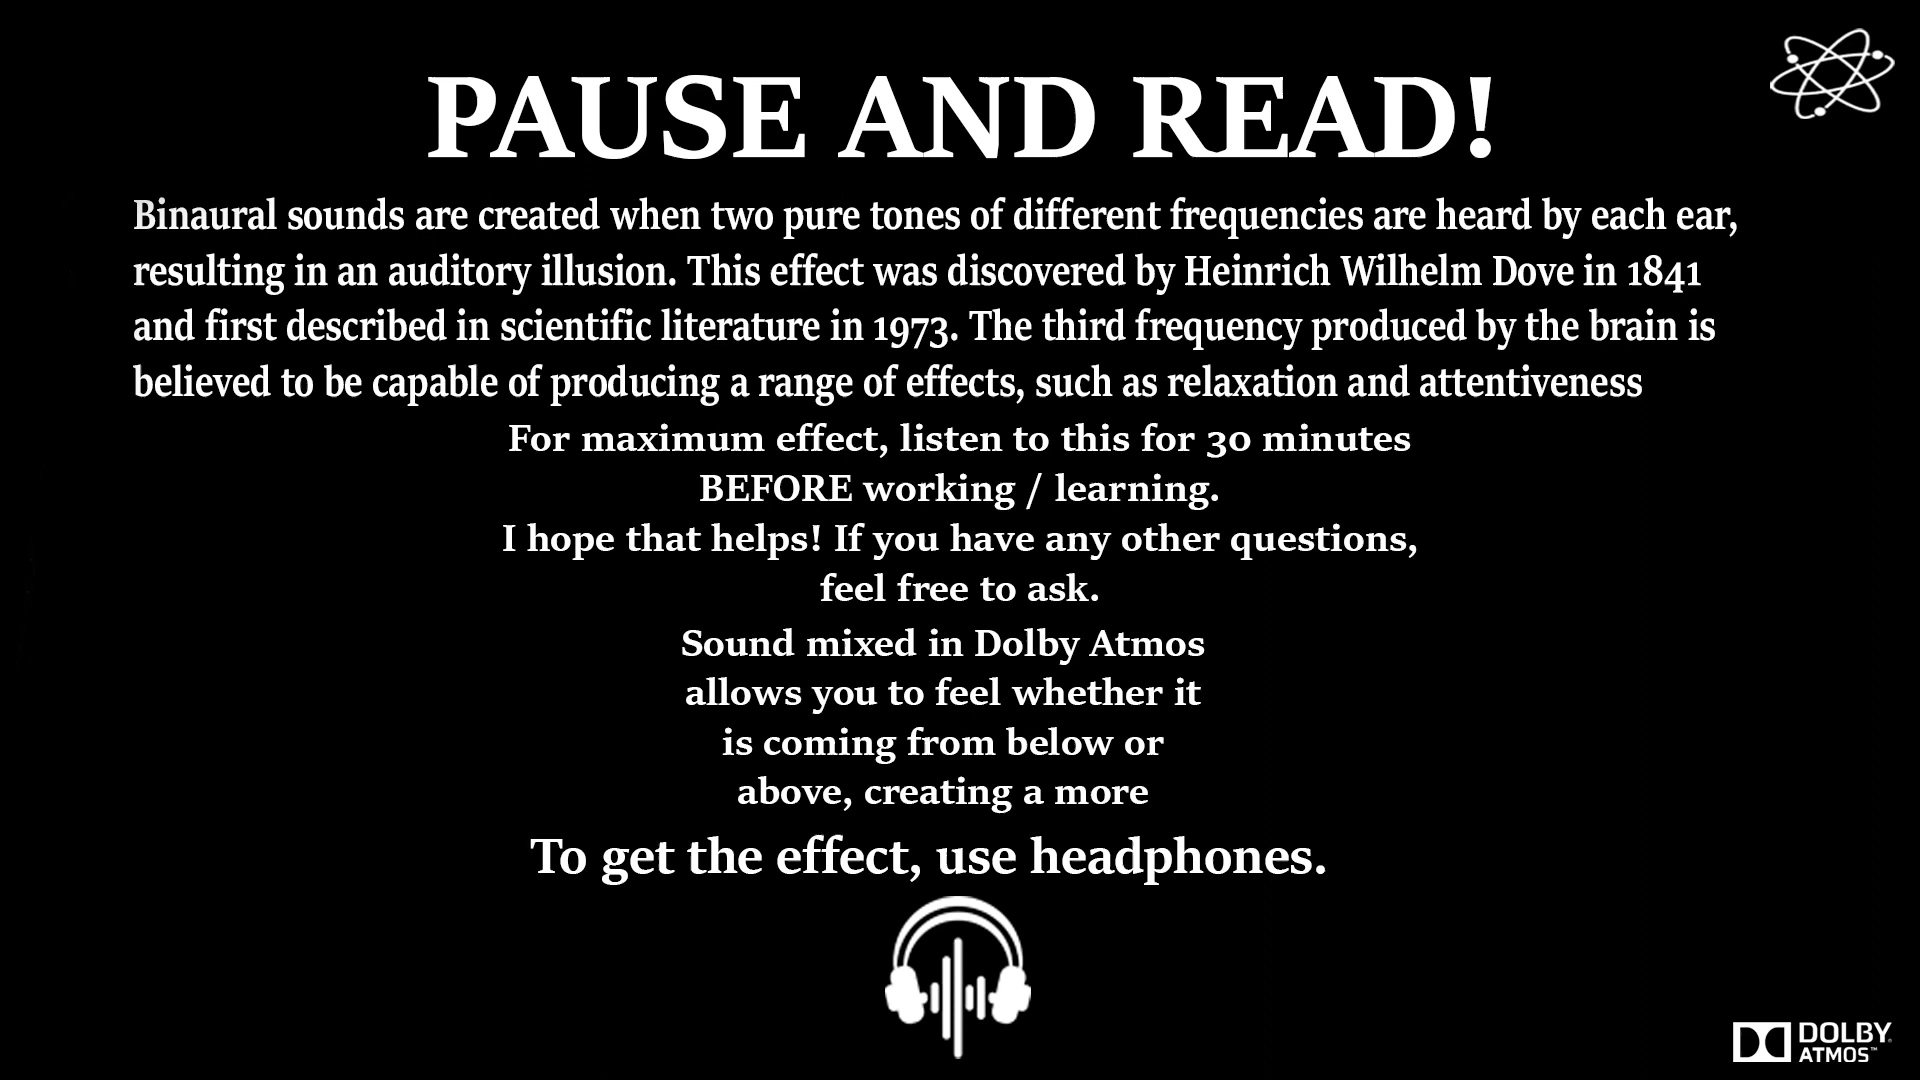 PAUSE AND READ!
Binaural sounds are created when two pure tones of different frequencies are heard by each ear,
resulting in an auditory illusion. This effect was discovered by Heinrich Wilhelm Dove in 1841
and first described in scientific literature in 1973. The third frequency produced by the brain is
believed to be capable of producing a range of effects, such as relaxation and attentiveness
For maximum effect, listen to this for 30 minutes
BEFORE working / learning.
I hope that helps! If you have any other questions,
feel free to ask.
Sound mixed in Dolby Atmos
allows you to feel whether it
is coming from below or
above, creating a more
To get the effect, use headphones.
DOLBY
ATMOS™